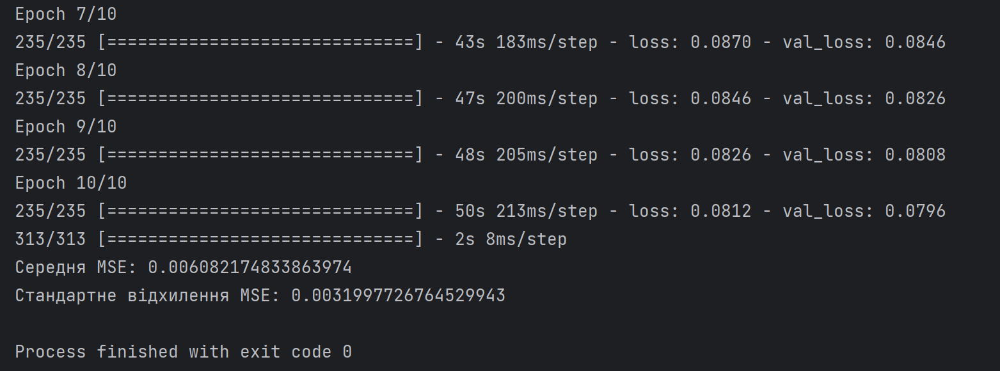 Epoch 7/10
235/235 [==============================] - 43s 183ms/step - loss: 0.0870 - val_loss: 0.0846
Epoch 8/10
235/235 [==============================] - 47s 200ms/step - loss: 0.0846 - val_loss: 0.0826
Epoch 9/10
235/235 [==============================] - 48s 205ms/step - loss: 0.0826 - val_loss: 0.0808
Epoch 10/10
235/235 [==============================] - 50s 213ms/step - loss: 0.0812 - val_loss: 0.0796
313/313 [==============================] - 2s 8ms/step
Середня MSE: 0.006082174833863974
Стандартне відхилення MSE: 0.0031997726764529943
Process finished with exit code 0